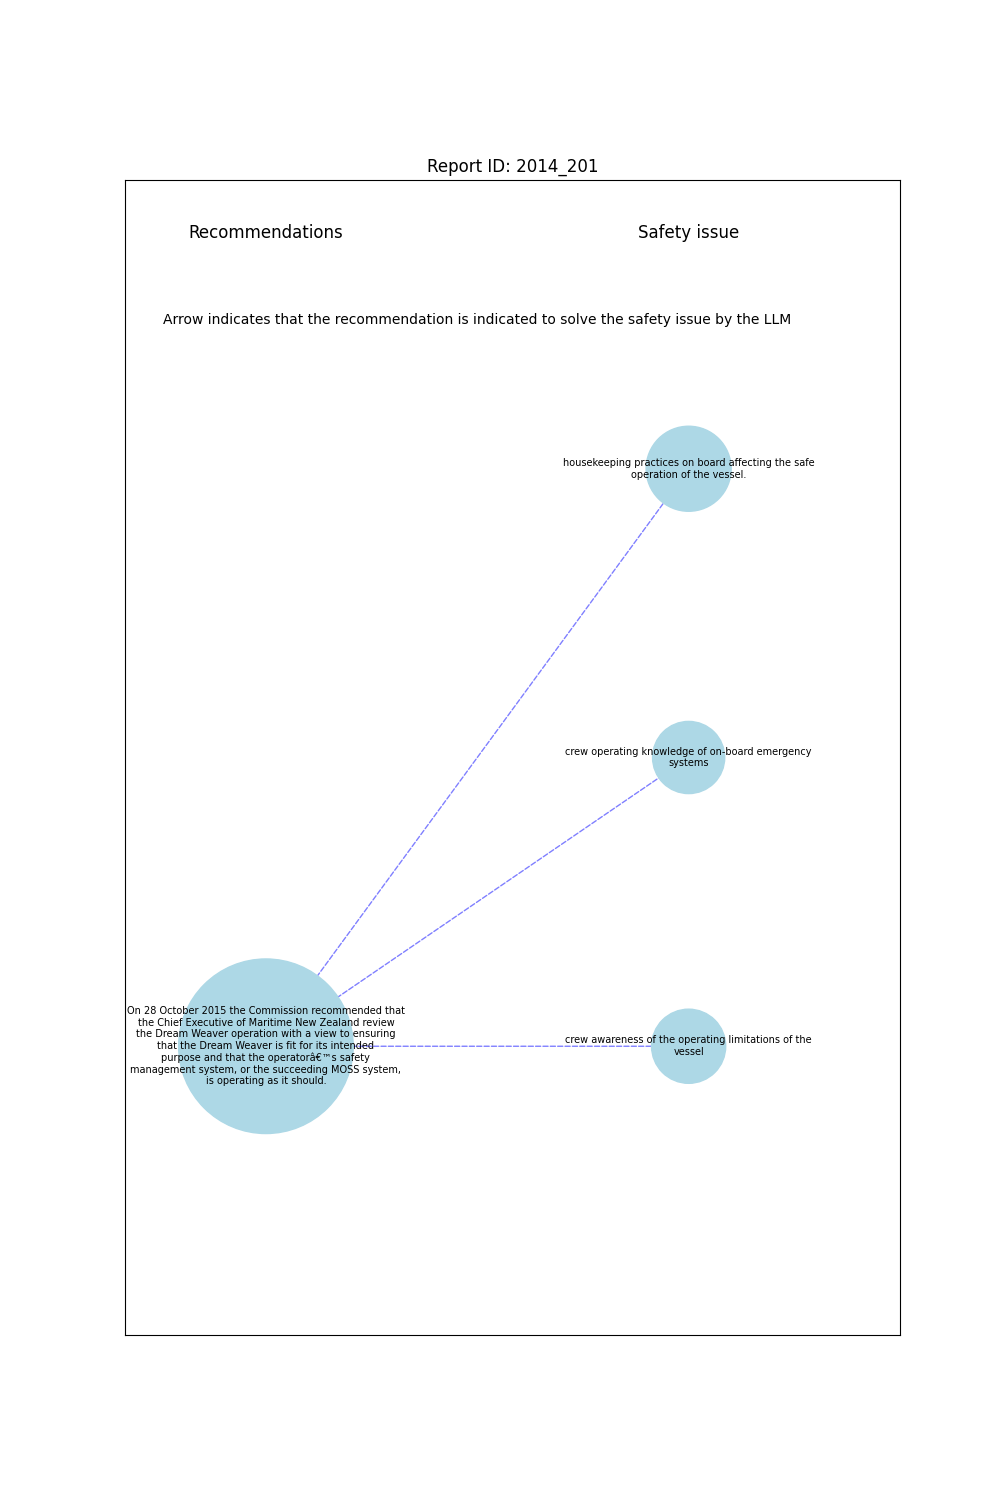 Report ID: 2014_201
Recommendations
Safety issue
Arrow indicates that the recommendation is indicated to solve the safety issue by the LLM
housekeeping practices on board affecting the safe
operation of the vessel.
crew operating knowledge of on-board emergency
systems
On 28 October 2015 the Commission recommended that
the Chief Executive of Maritime New Zealand review
the Dream Weaver operation with a view to ensuring
that the Dream Weaver is fit for its intended
purpose and that the operatorâ€™s safety
management system, or the succeeding MOSS system,
is operating as it should.
crew awareness of the operating limitations of the
vessel